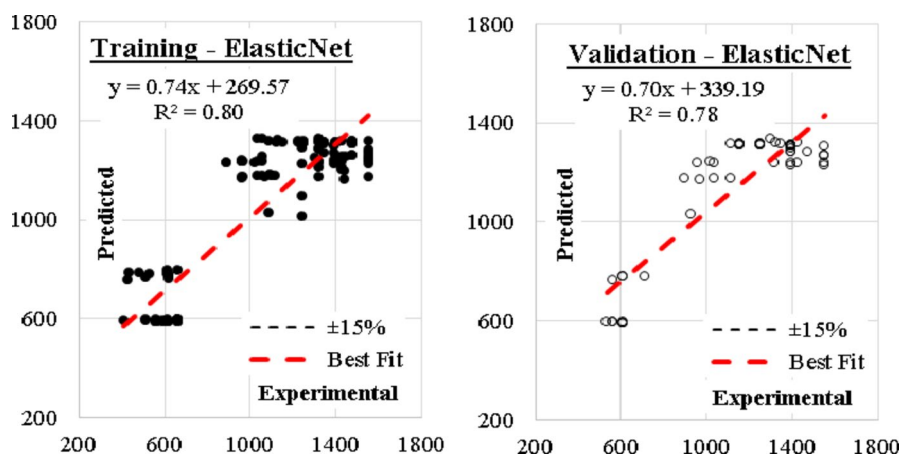 1800
Training - ElasticNet
y = 0.74x + 269.57
R² = 0.80
1400
Predicted
1000
600
±15%
Best Fit
Experimental
200
200 600 1000 1400 1800
1800
Validation - ElasticNet
y = 0.70x + 339.19
R² = 0.78
1400
Predicted
1000
600
±15%
Best Fit
Experimental
200
200 600 1000 1400 1800